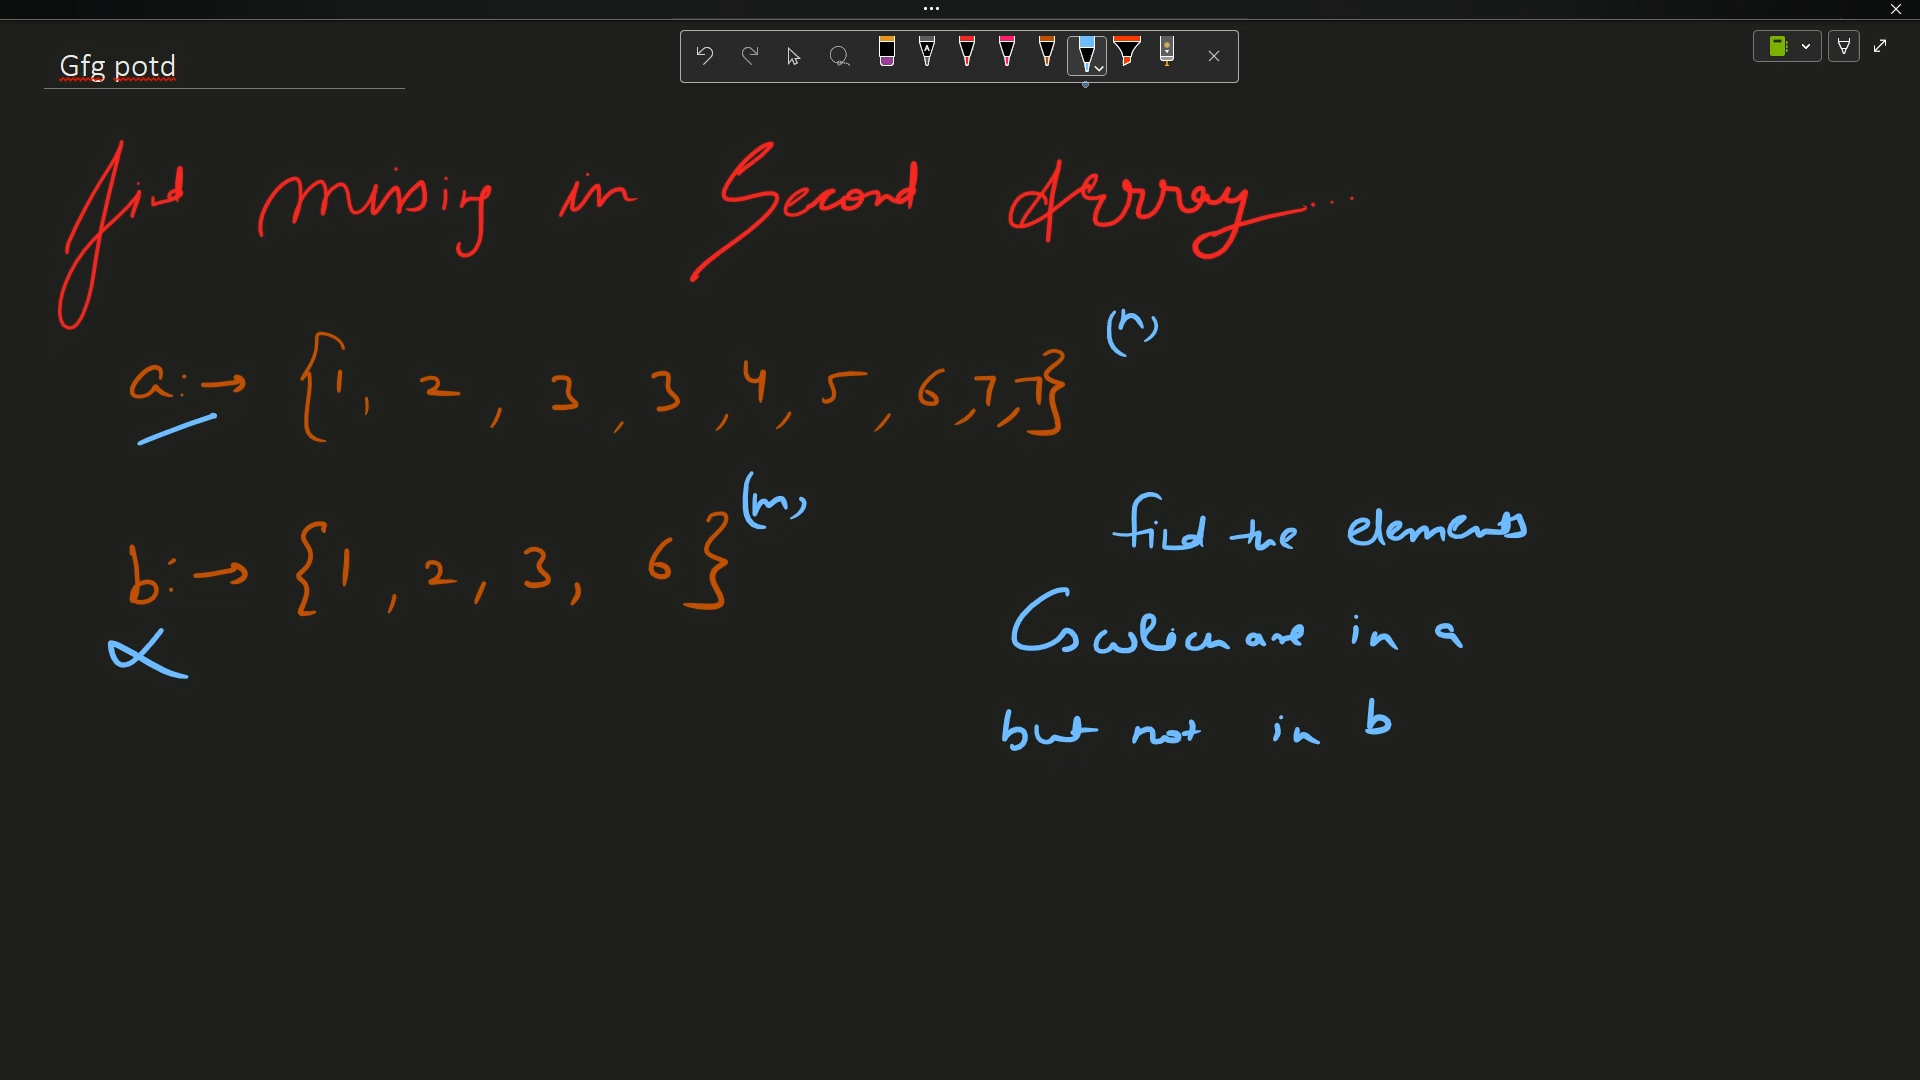 Gfg potd
find missing in Second Array...
a:→ {1, 2, 3, 3, 4, 5, 6, 7, 7} (n)
b:→ {1, 2, 3, 6} (m)
find the elements
which are in a
but not in b